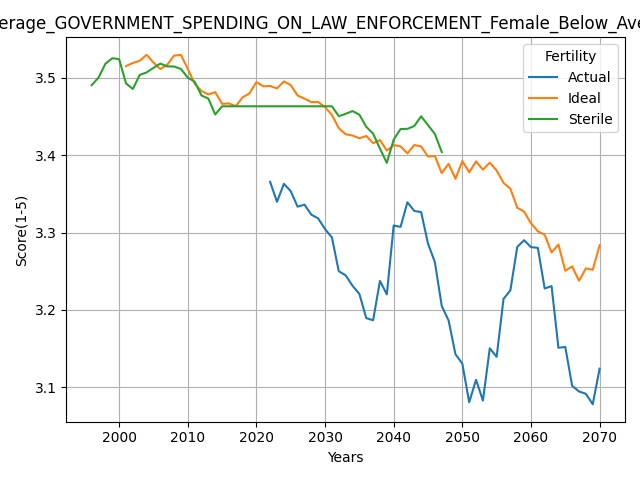 erage_GOVERNMENT_SPENDING_ON_LAW_ENFORCEMENT_Female_Below_Ave
Fertility
Actual
Ideal
Sterile
Score(1-5)
3.5
3.4
3.3
3.2
3.1
2000 2010 2020 2030 2040 2050 2060 2070
Years